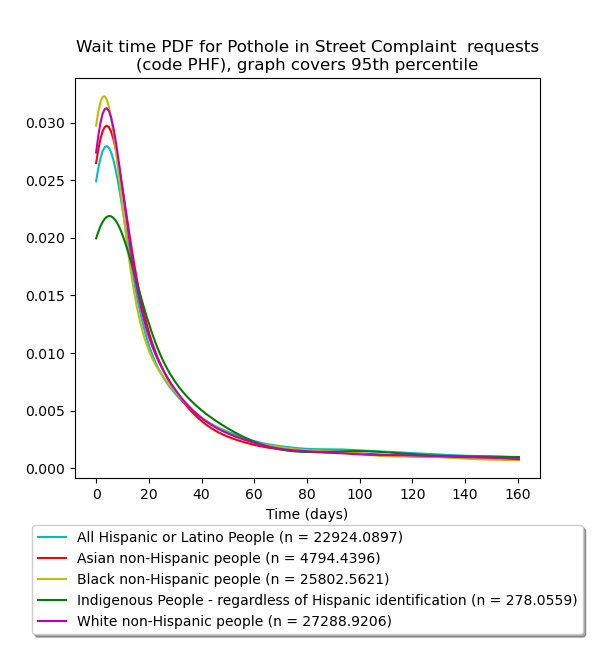 Wait time PDF for Pothole in Street Complaint  requests
(code PHF), graph covers 95th percentile
0.030
0.025
0.020
0.015
0.010
0.005
0.000
0 20 40 60 80 100 120 140 160
Time (days)
All Hispanic or Latino People (n = 22924.0897)
Asian non-Hispanic people (n = 4794.4396)
Black non-Hispanic people (n = 25802.5621)
Indigenous People - regardless of Hispanic identification (n = 278.0559)
White non-Hispanic people (n = 27288.9206)